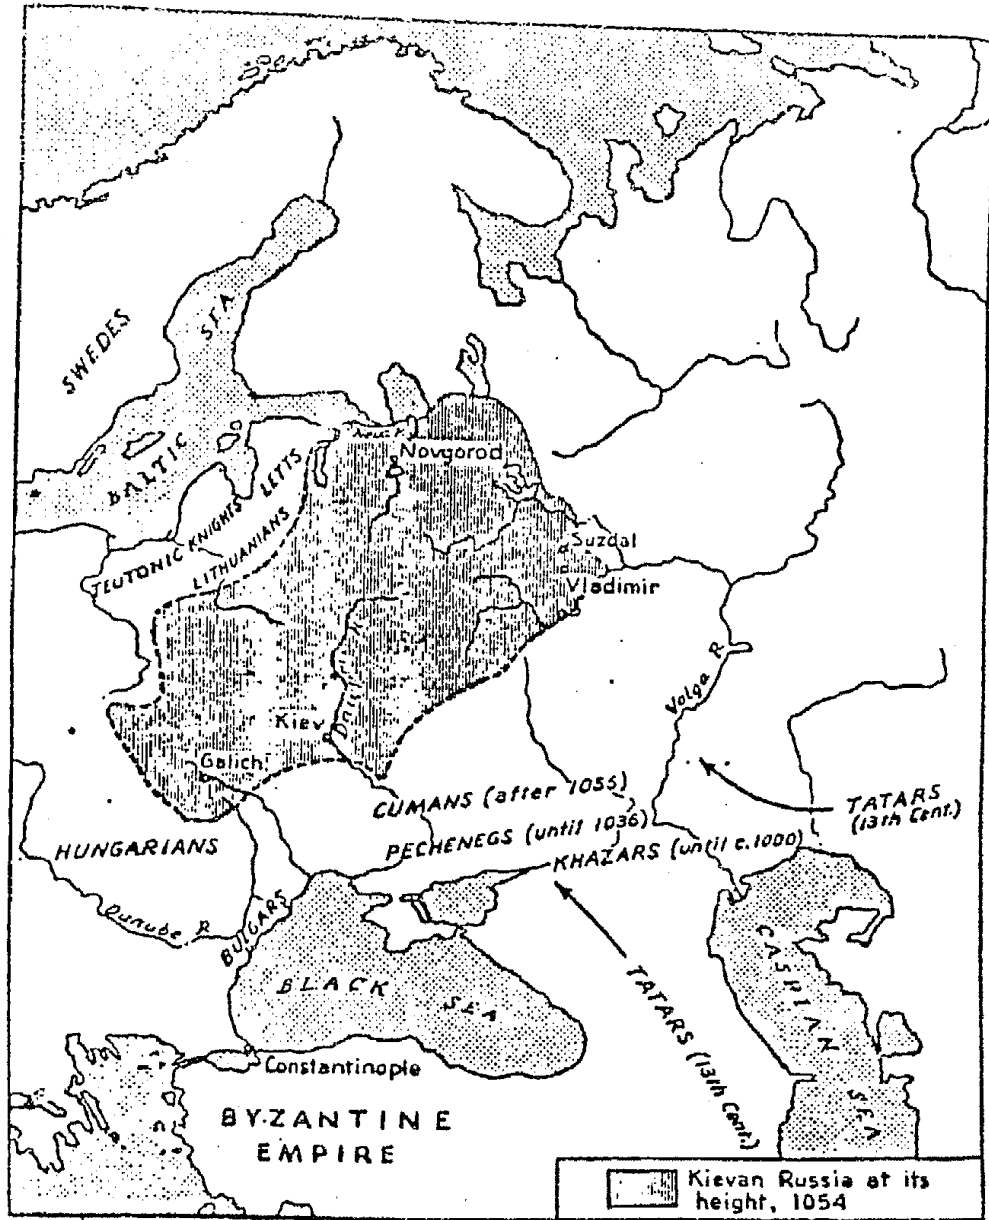 SWEDES
BALTIC SEA
Neva R.
Novgorod
LETTS
TEUTONIC KNIGHTS
LITHUANIANS
Suzdal
Vladimir
Volga R.
Dnieper R.
Kiev
Galich
CUMANS (after 1055)
PECHENEGS (until 1036)
KHAZARS (until c.1000)
TATARS
(13th Cent.)
HUNGARIANS
Danube R.
BULGARS
BLACK SEA
CASPIAN SEA
TATARS (13th Cent.)
Constantinople
BYZANTINE
EMPIRE
Kievan Russia at its
height, 1054